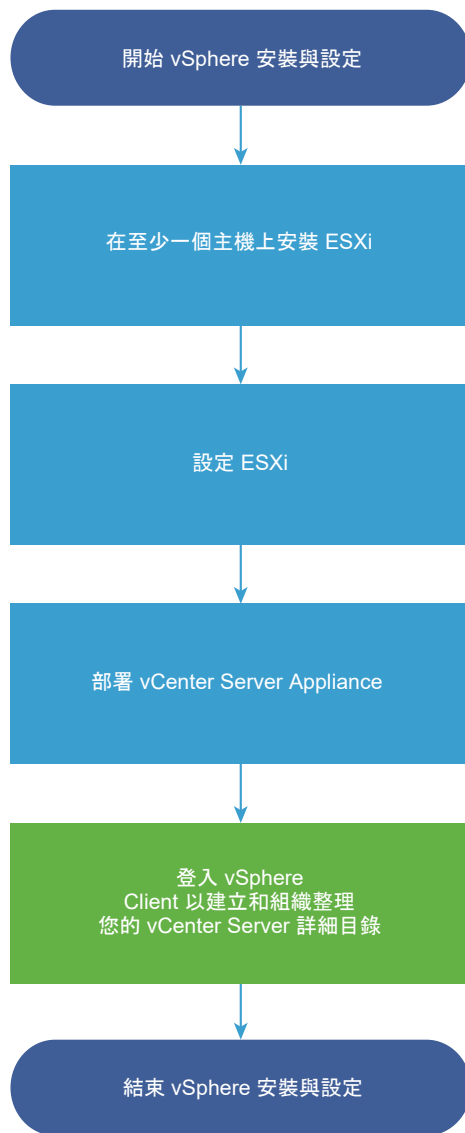 開始 vSphere 安裝與設定
在至少一個主機上安裝 ESXi
設定 ESXi
部署 vCenter Server Appliance
登入 vSphere
Client 以建立和組織整理
您的 vCenter Server 詳細目錄
結束 vSphere 安裝與設定